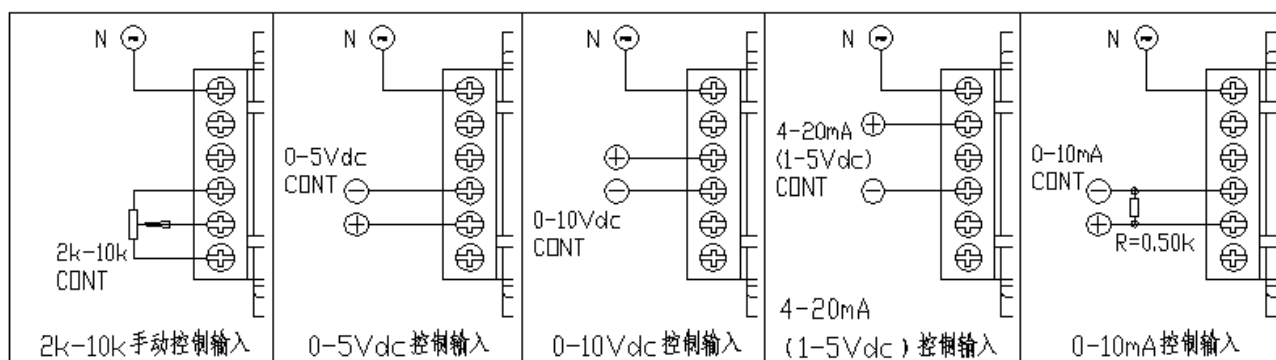 N
2k-10k
CONT
2k-10k手动控制输入
N
0-5Vdc
CONT
0-5Vdc控制输入
N
0-10Vdc
CONT
0-10Vdc控制输入
N
4-20mA
(1-5Vdc)
CONT
4-20mA
(1-5Vdc)控制输入
N
0-10mA
CONT
R=0.50k
0-10mA控制输入